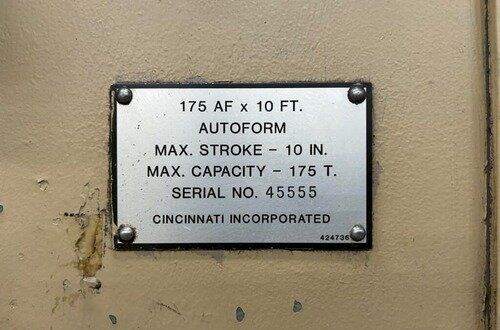 175 AF x 10 FT.
AUTOFORM
MAX. STROKE – 10 IN.
MAX. CAPACITY – 175 T.
SERIAL NO. 45555
CINCINNATI INCORPORATED
424736